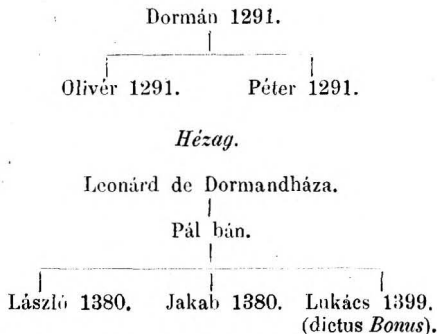 Dormán 1291.
Olivér 1291. Péter 1291.
Hézag.
Leonárd de Dormandháza.
Pál bán.
László 1380. Jakab 1380. Lukács 1399.
(dictus Bonus).